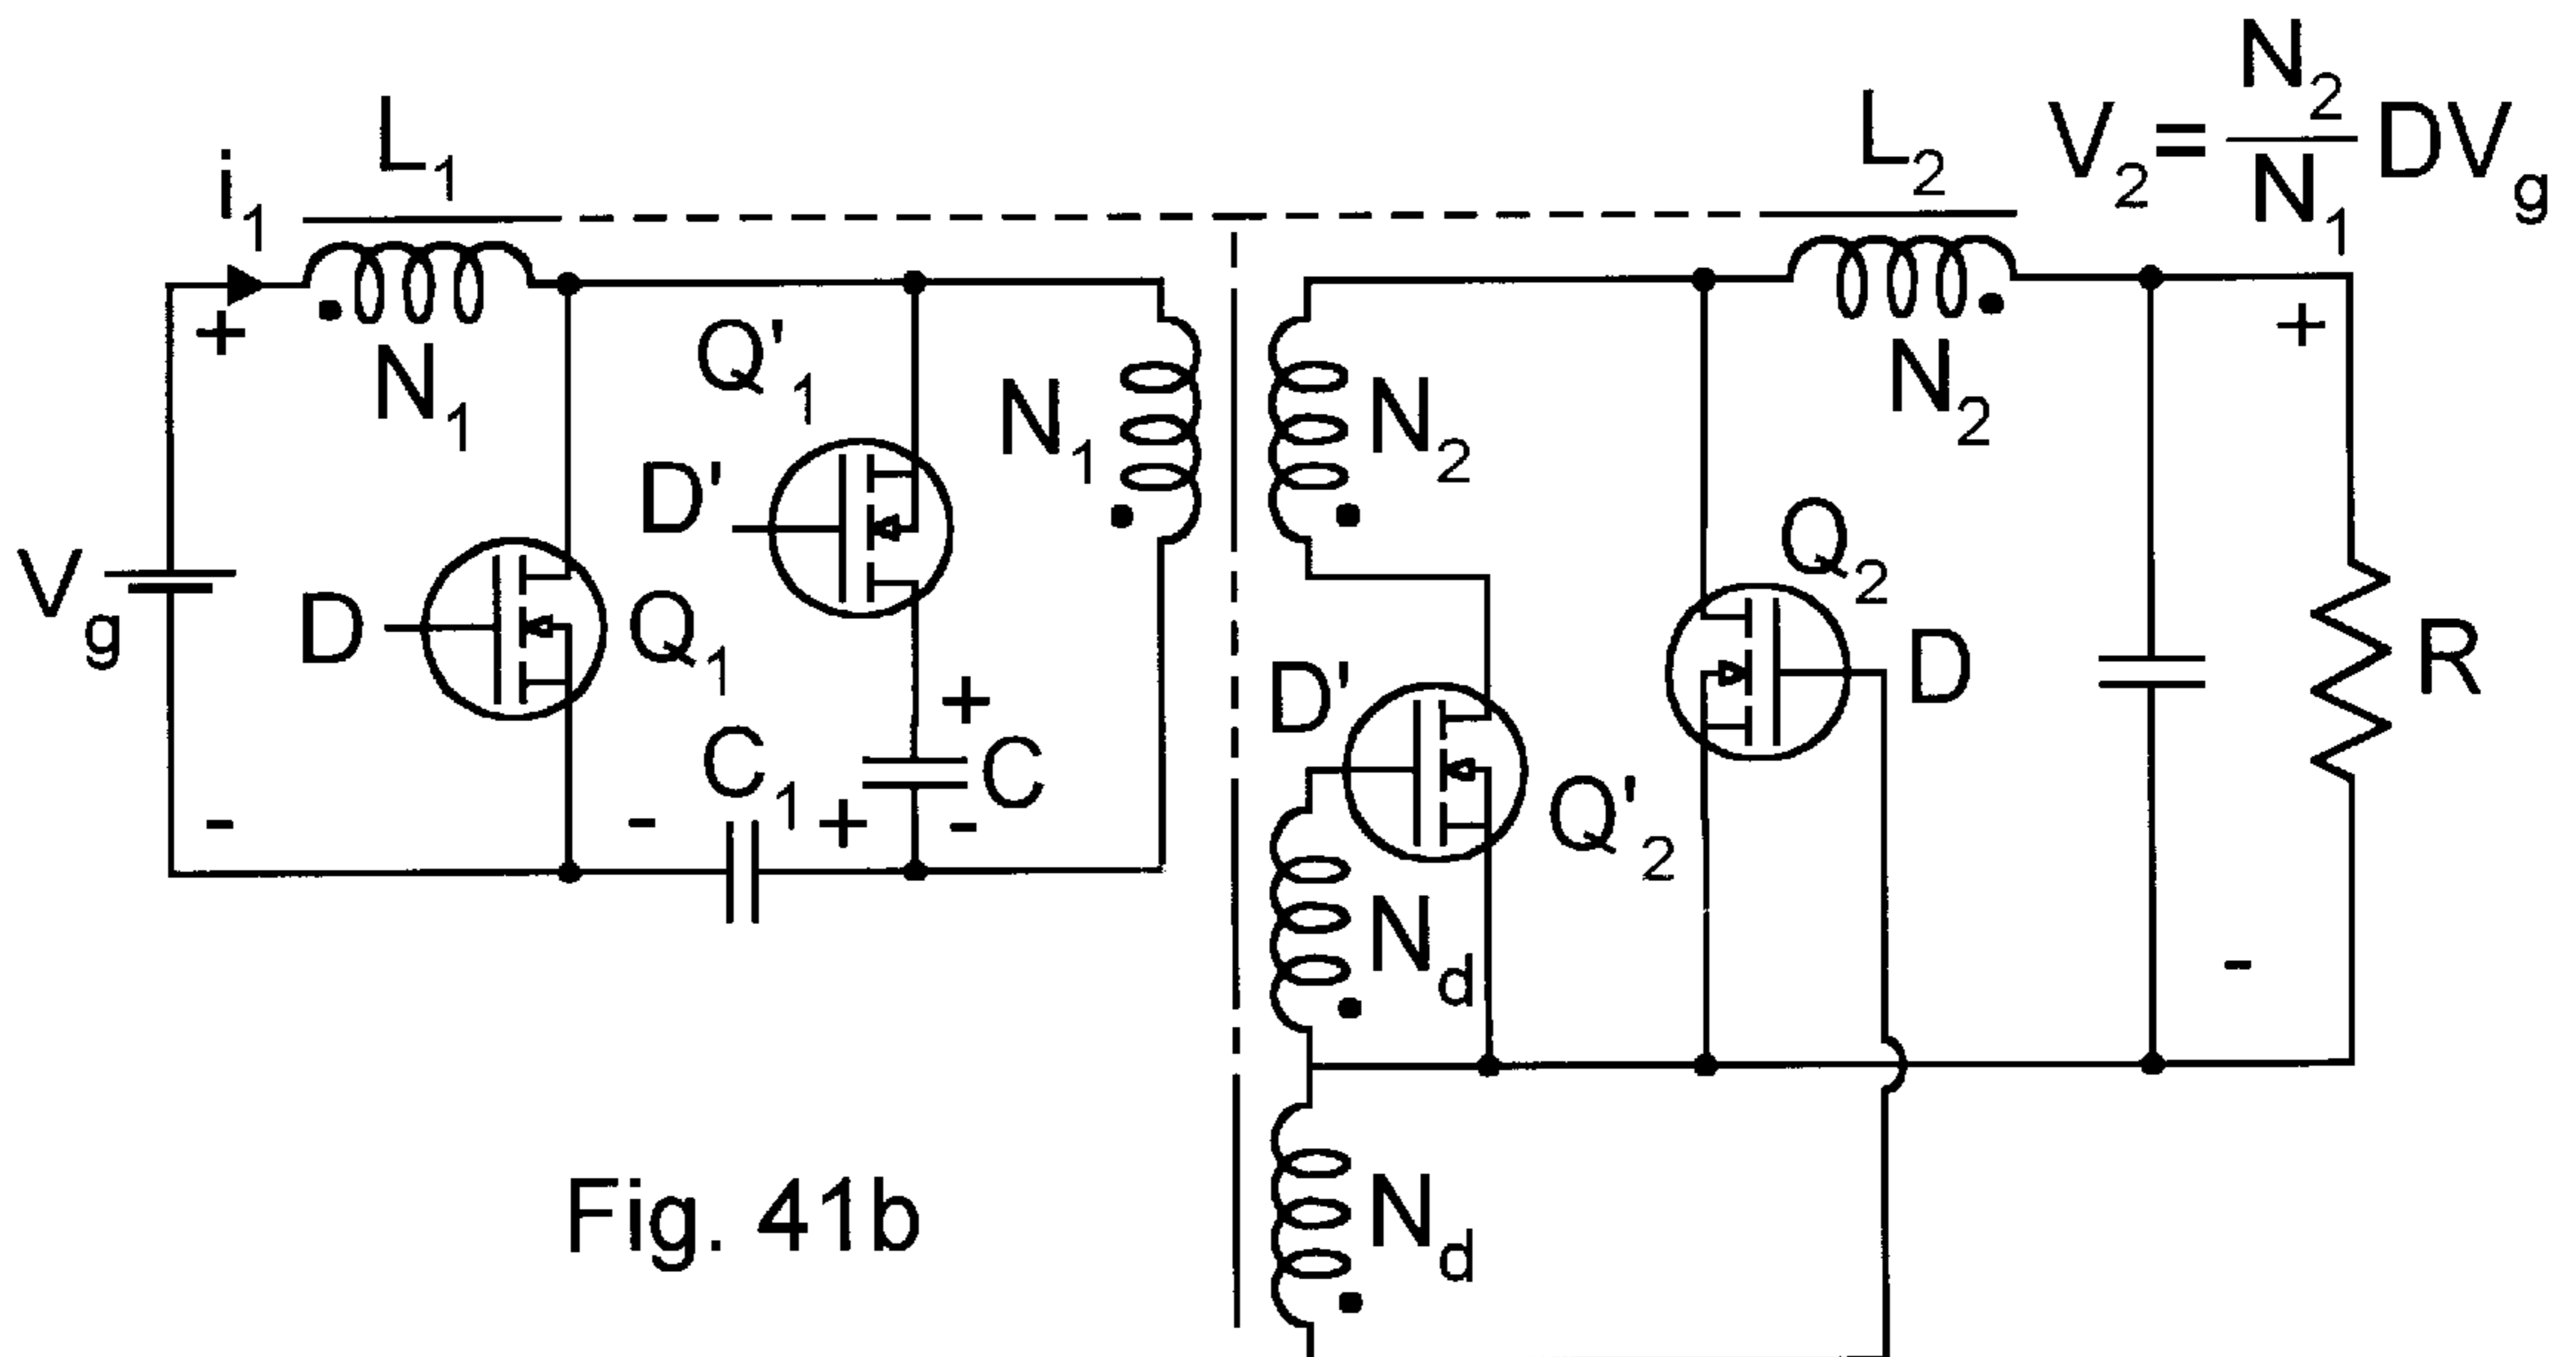 i1
L1
L2
V2 = N2/N1 DVg
+
N1
Q'1
N1
N2
N2
+
D'
Vg
D
Q1
Q2
D
R
D'
+
C
C1
-
-
+
-
Q'2
Nd
-
Nd
Fig. 41b